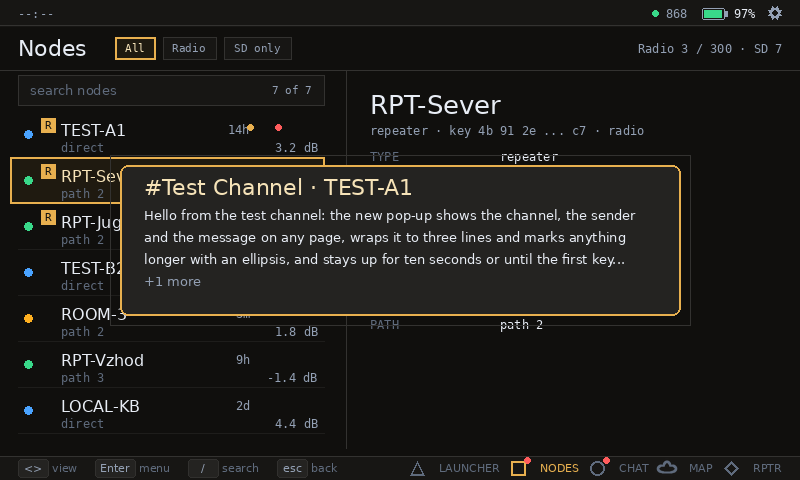 --:--
868
97%
Nodes
All
Radio
SD only
Radio 3 / 300 · SD 7
search nodes
7 of 7
R
TEST-A1
14h
direct
3.2 dB
R
RPT-Sev
path 2
R
RPT-Jug
path 2
TEST-B2
direct
ROOM-3
path 2
1.8 dB
RPT-Vzhod
9h
path 3
-1.4 dB
LOCAL-KB
2d
direct
4.4 dB
RPT-Sever
repeater · key 4b 91 2e ... c7 · radio
TYPE
repeater
#Test Channel · TEST-A1
Hello from the test channel: the new pop-up shows the channel, the sender
and the message on any page, wraps it to three lines and marks anything
longer with an ellipsis, and stays up for ten seconds or until the first key...
+1 more
PATH
path 2
<> view
Enter menu
/ search
esc back
LAUNCHER
NODES
CHAT
MAP
RPTR